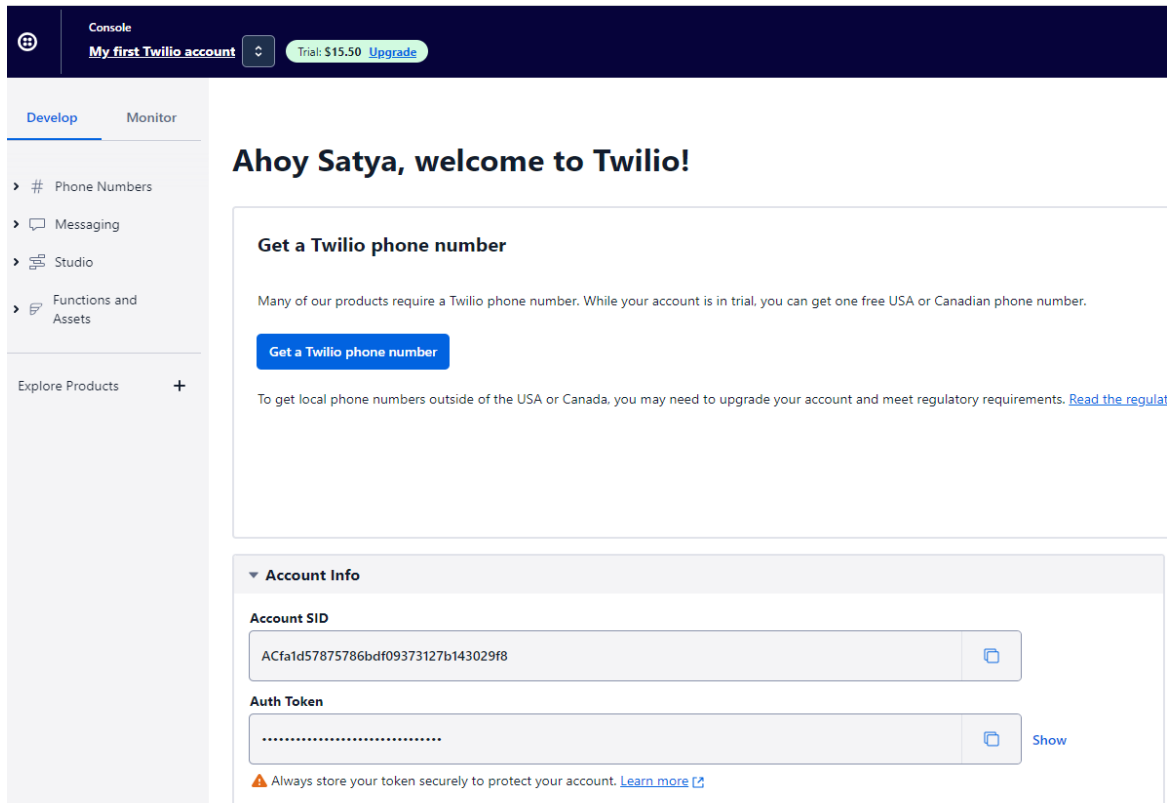 Console
My first Twilio account
Trial: $15.50 Upgrade
Develop Monitor
Phone Numbers
Messaging
Studio
Functions and
Assets
Explore Products +
Ahoy Satya, welcome to Twilio!
Get a Twilio phone number
Many of our products require a Twilio phone number. While your account is in trial, you can get one free USA or Canadian phone number.
Get a Twilio phone number
To get local phone numbers outside of the USA or Canada, you may need to upgrade your account and meet regulatory requirements. Read the regulat
Account Info
Account SID
ACfa1d57875786bdf09373127b143029f8
Auth Token
••••••••••••••••••••••••••••••••
Show
Always store your token securely to protect your account. Learn more